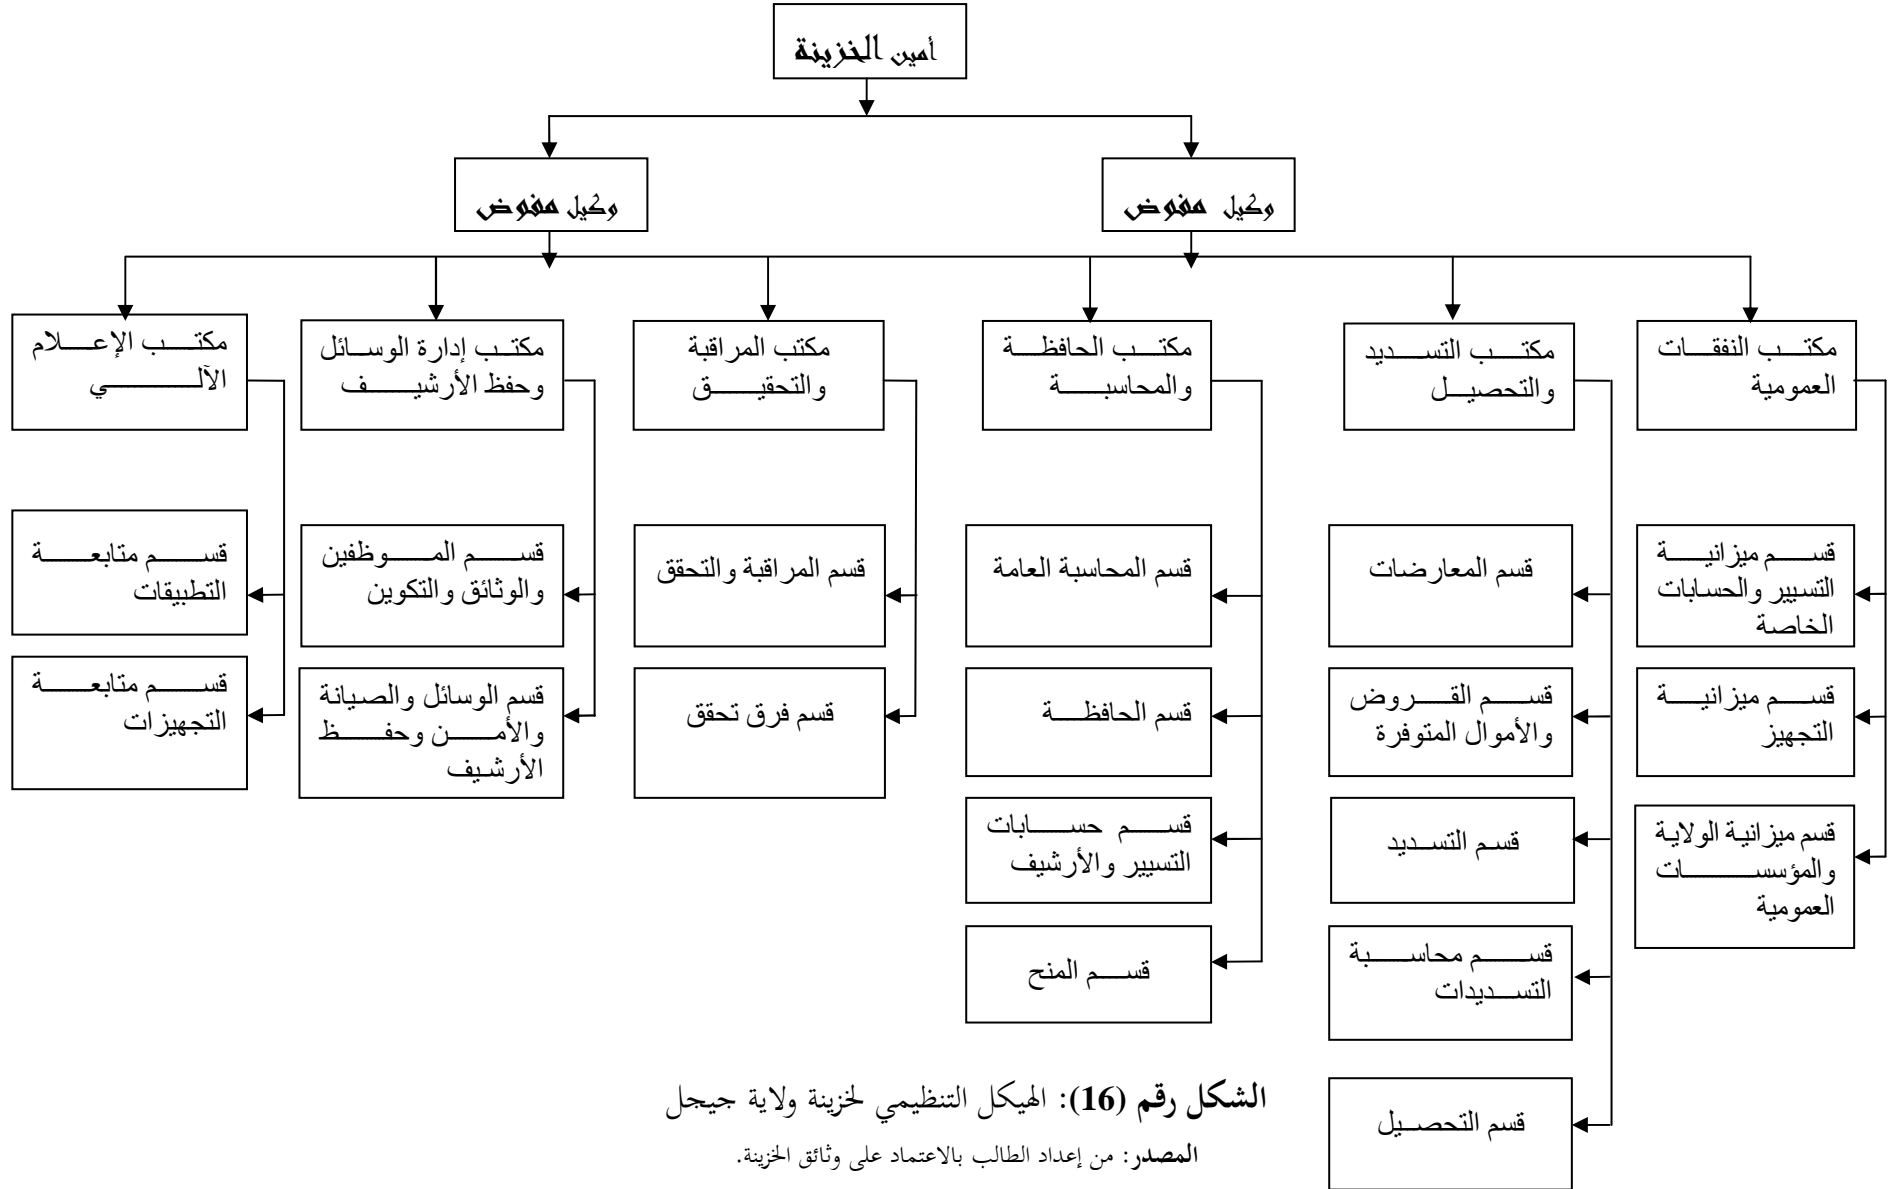 أمين الخزينة
وكيل مفوض
وكيل مفوض
مكتب النفقات
العمومية
مكتب التسديد
والتحصيل
مكتب الحافظة
والمحاسبة
مكتب المراقبة
والتحقيق
مكتب إدارة الوسائل
وحفظ الأرشيف
مكتب الإعلام
الآلي
قسم ميزانية
التسيير والحسابات
الخاصة
قسم المعارضات
قسم المحاسبة العامة
قسم المراقبة والتحقق
قسم الموظفين
والوثائق والتكوين
قسم متابعة
التطبيقات
قسم ميزانية
التجهيز
قسم القروض
والأموال المتوفرة
قسم الحافظة
قسم فرق تحقق
قسم الوسائل والصيانة
والأمن وحفظ
الأرشيف
قسم متابعة
التجهيزات
قسم ميزانية الولاية
والمؤسسات
العمومية
قسم التسديد
قسم حسابات
التسيير والأرشيف
قسم محاسبة
التسديدات
قسم المنح
قسم التحصيل
الشكل رقم (16): الهيكل التنظيمي لخزينة ولاية جيجل
المصدر: من إعداد الطالب بالاعتماد على وثائق الخزينة.